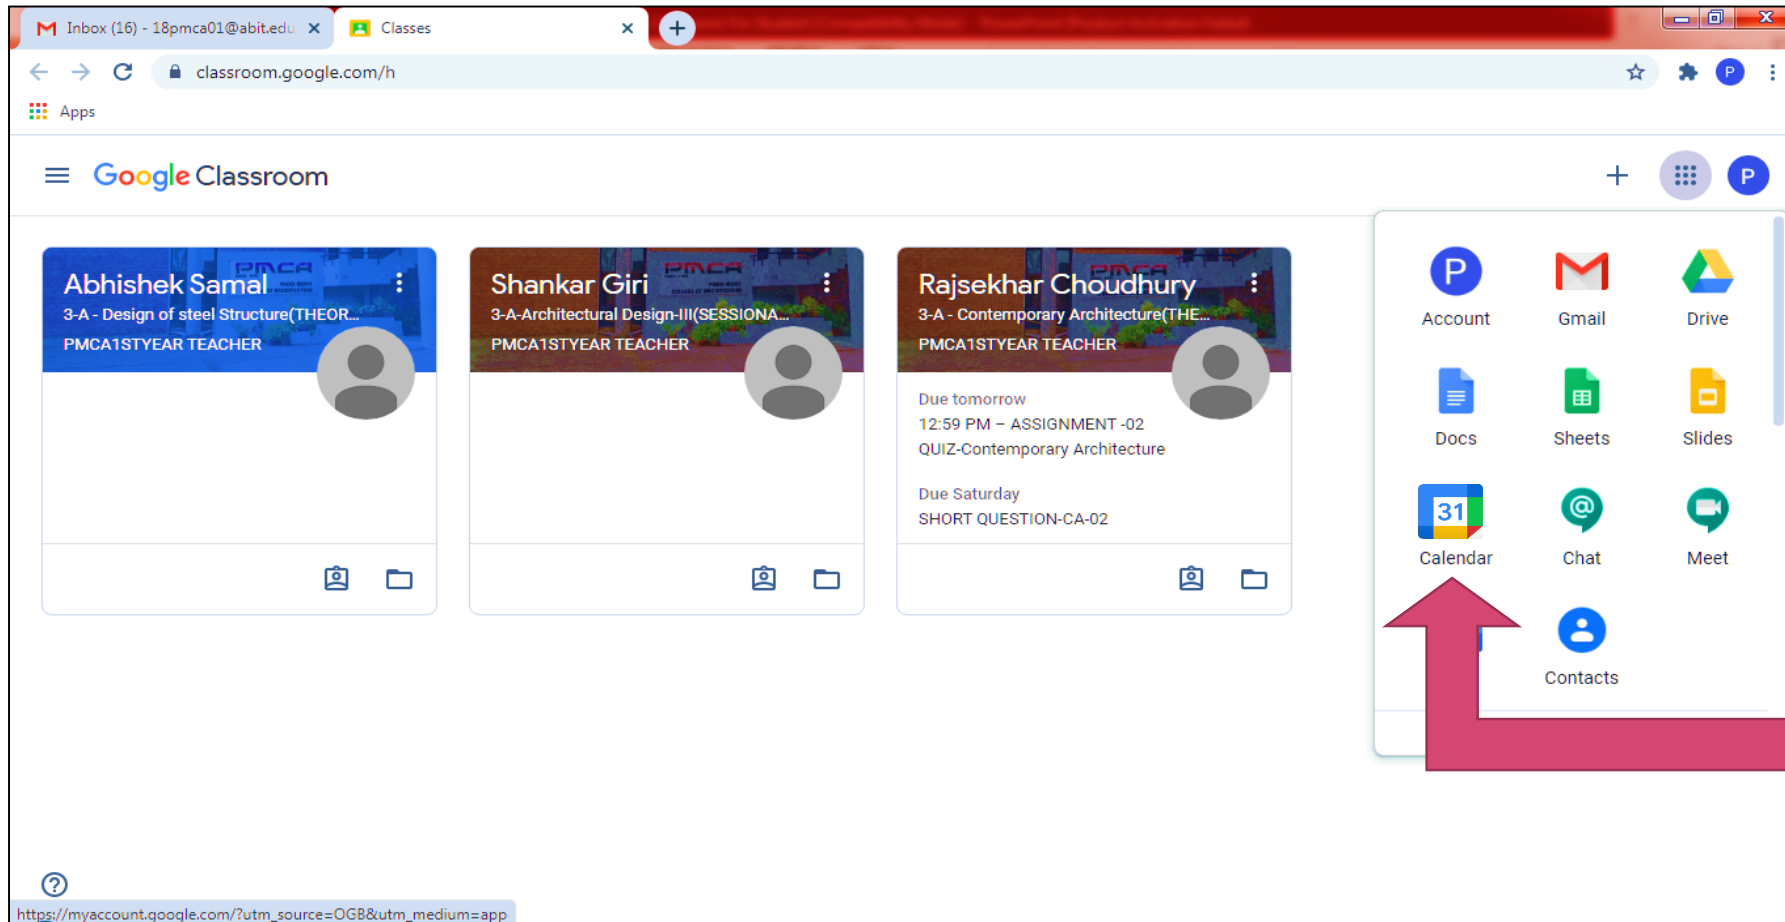 Inbox (16) - 18pmca01@abit.edu
Classes
classroom.google.com/h
P
Apps
Google Classroom
P
Abhishek Samal
3-A - Design of steel Structure(THEOR...
PMCA1STYEAR TEACHER
PMCA
Shankar Giri
3-A-Architectural Design-III(SESSIONA...
PMCA1STYEAR TEACHER
PMCA
Rajsekhar Choudhury
3-A - Contemporary Architecture(THE...
PMCA1STYEAR TEACHER
PMCA
Due tomorrow
12:59 PM – ASSIGNMENT -02
QUIZ-Contemporary Architecture
Due Saturday
SHORT QUESTION-CA-02
P
Account Gmail Drive
Docs Sheets Slides
31
Calendar Chat Meet
Contacts
https://myaccount.google.com/?utm_source=OGB&utm_medium=app